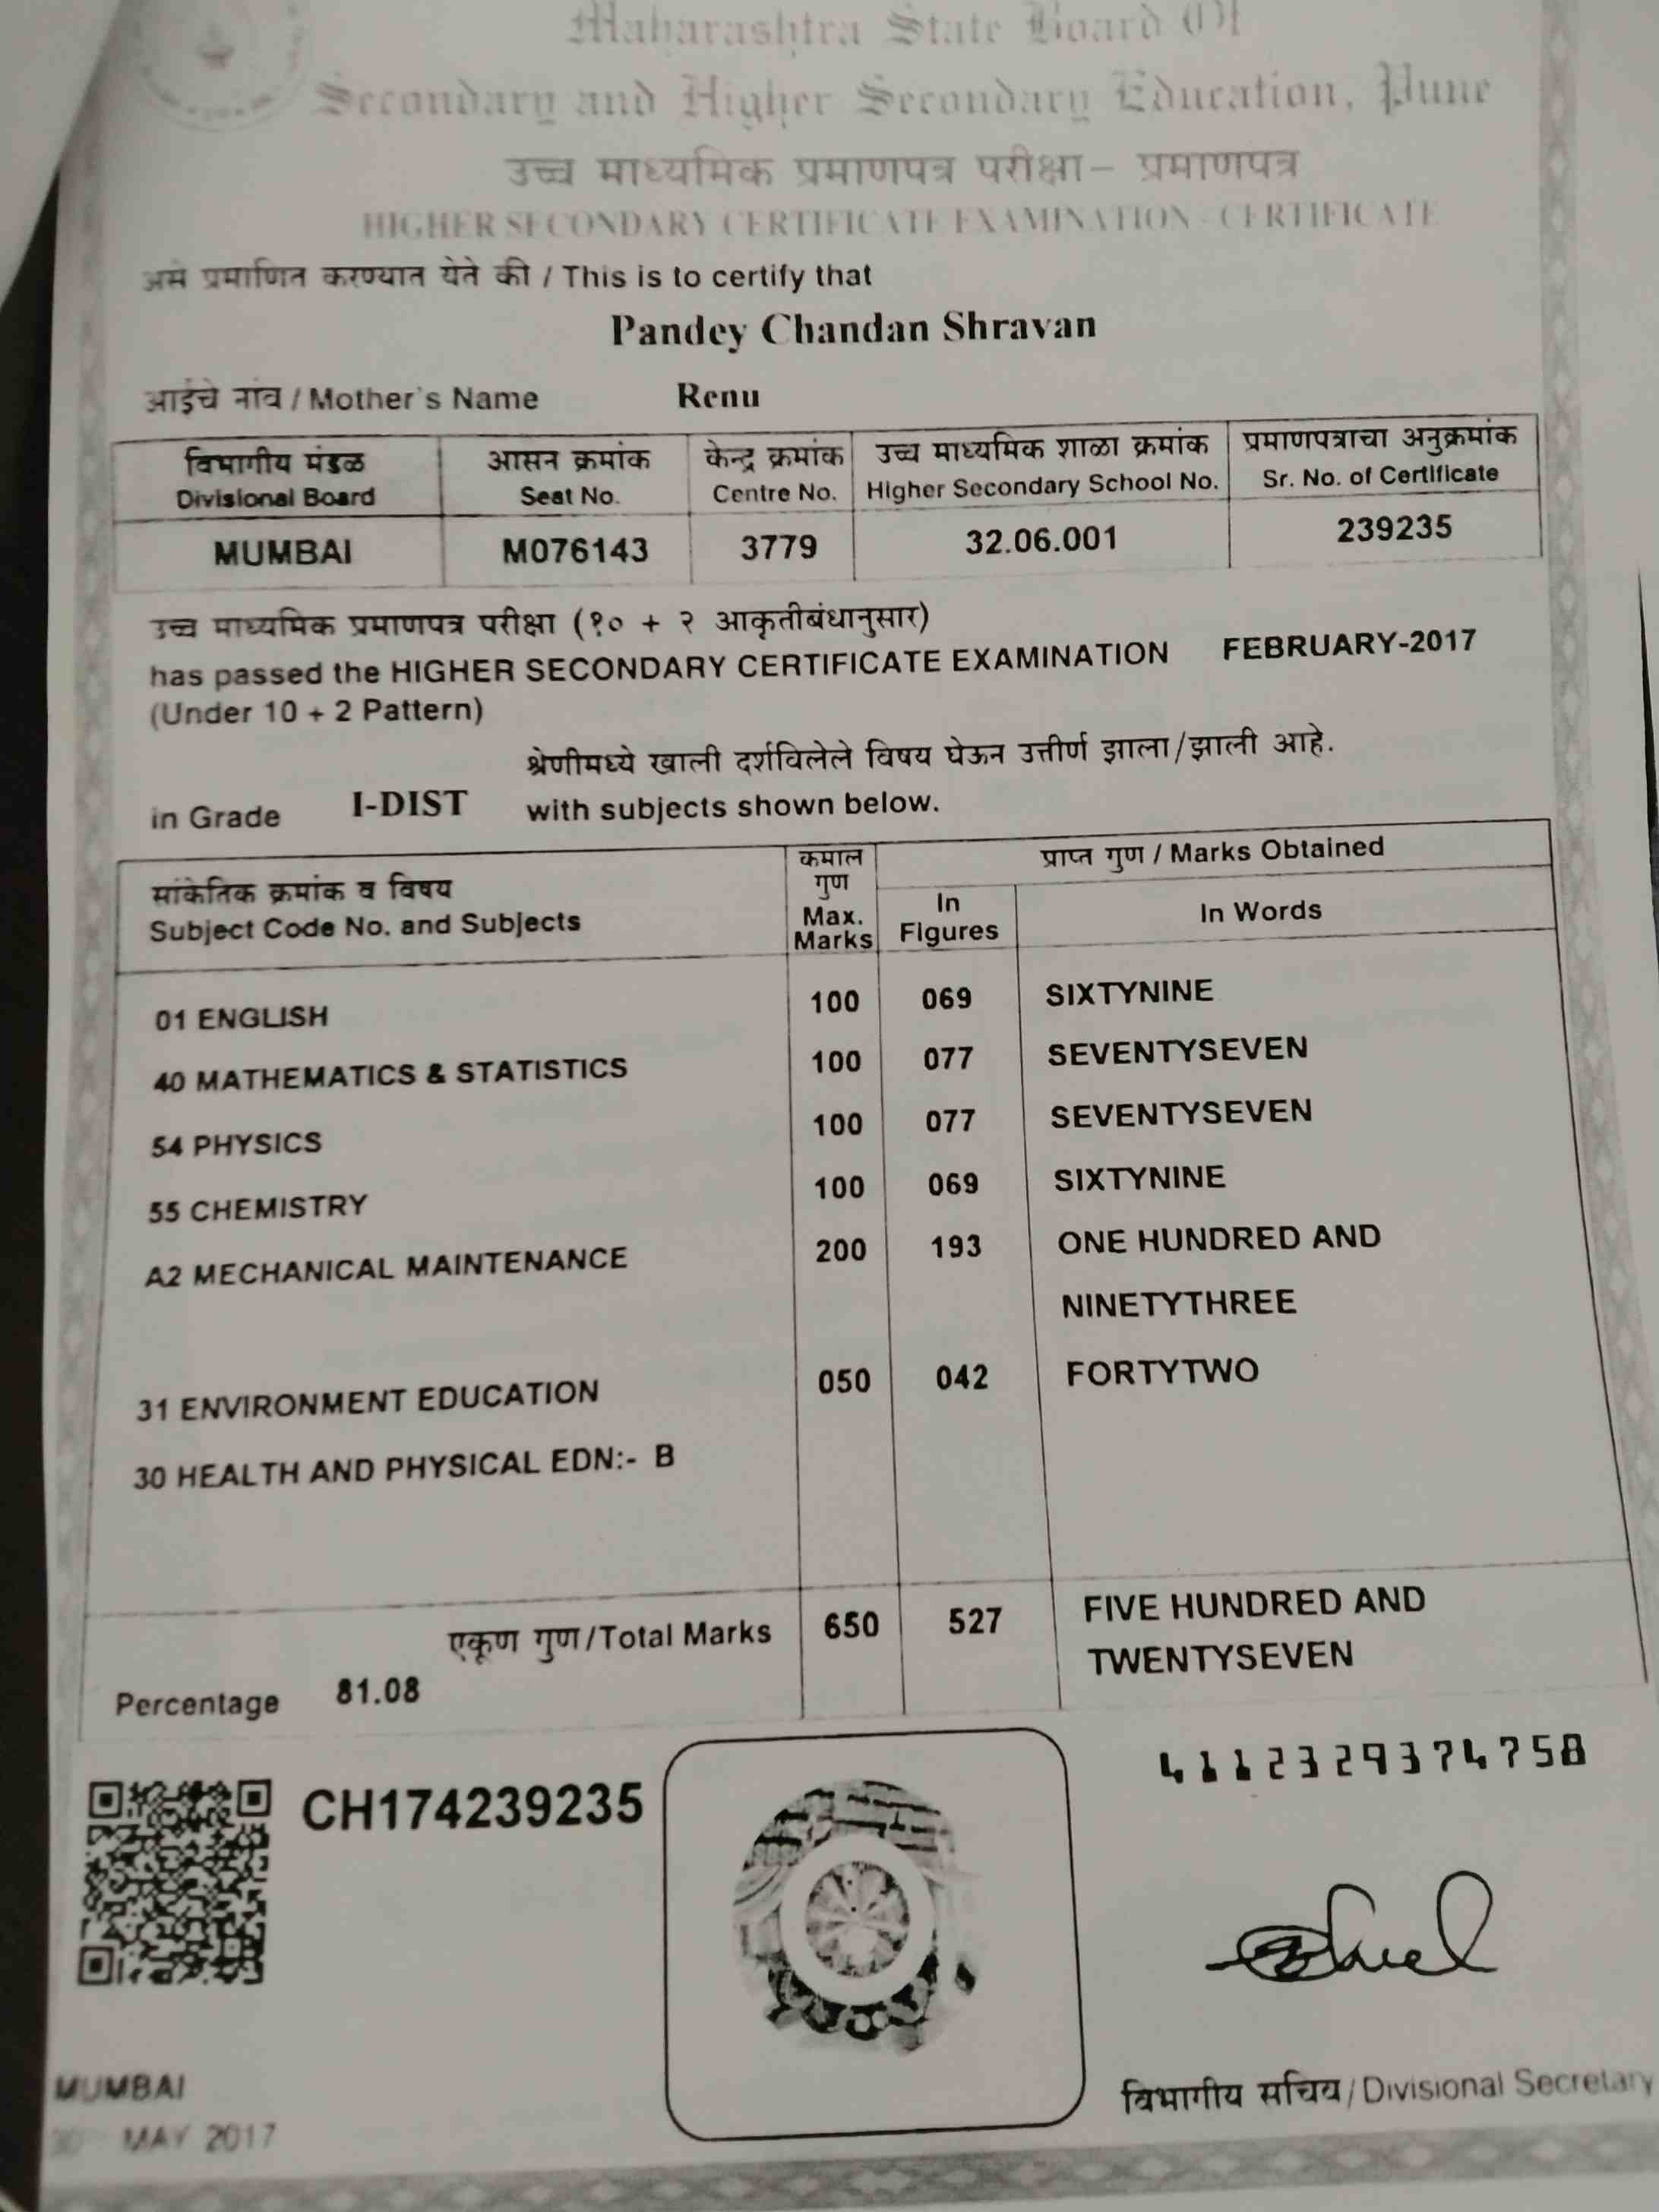 Maharashtra State Board Of
Secondary and Higher Secondary Education, Pune
उच्च माध्यमिक प्रमाणपत्र परीक्षा– प्रमाणपत्र
HIGHER SECONDARY CERTIFICATE EXAMINATION - CERTIFICATE
असे प्रमाणित करण्यात येते की / This is to certify that
Pandey Chandan Shravan
आईचे नांव / Mother's Name Renu
विभागीय मंडळ आसन क्रमांक केन्द्र क्रमांक उच्च माध्यमिक शाळा क्रमांक प्रमाणपत्राचा अनुक्रमांक
Divisional Board Seat No. Centre No. Higher Secondary School No. Sr. No. of Certificate
MUMBAI M076143 3779 32.06.001 239235
उच्च माध्यमिक प्रमाणपत्र परीक्षा (१० + २ आकृतीबंधानुसार)
has passed the HIGHER SECONDARY CERTIFICATE EXAMINATION FEBRUARY-2017
(Under 10 + 2 Pattern)
श्रेणीमध्ये खाली दर्शविलेले विषय घेऊन उत्तीर्ण झाला/झाली आहे.
in Grade I-DIST with subjects shown below.
सांकेतिक क्रमांक व विषय
Subject Code No. and Subjects
कमाल
गुण
Max.
Marks
प्राप्त गुण / Marks Obtained
In
Figures
In Words
01 ENGLISH 100 069 SIXTYNINE
40 MATHEMATICS & STATISTICS 100 077 SEVENTYSEVEN
54 PHYSICS 100 077 SEVENTYSEVEN
55 CHEMISTRY 100 069 SIXTYNINE
A2 MECHANICAL MAINTENANCE 200 193 ONE HUNDRED AND
NINETYTHREE
31 ENVIRONMENT EDUCATION 050 042 FORTYTWO
30 HEALTH AND PHYSICAL EDN:- B
एकूण गुण/Total Marks 650 527 FIVE HUNDRED AND
TWENTYSEVEN
Percentage 81.08
4112329374758
CH174239235
विभागीय सचिव/Divisional Secretary
MUMBAI
MAY 2017